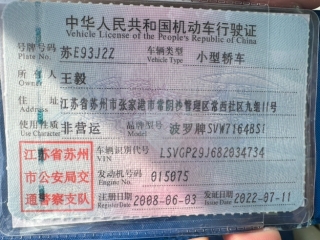 中华人民共和国机动车行驶证
Vehicle License of the People's Republic of China
号牌号码 苏E93J2Z 车辆类型 小型轿车
Plate No. Vehicle Type
所有人 王毅
Owner
住址 江苏省苏州市张家港市常阴沙管理区常西社区九组11号
Address
使用性质 非营运 品牌型号 波罗牌SVW71648SI
Use Character Model
江苏省苏州市公安局交通警察支队
车辆识别代号 LSVGP29J682034734
VIN
发动机号码 015075
Engine No.
注册日期 2008-06-03 发证日期 2022-07-11
Register Date Issue Date